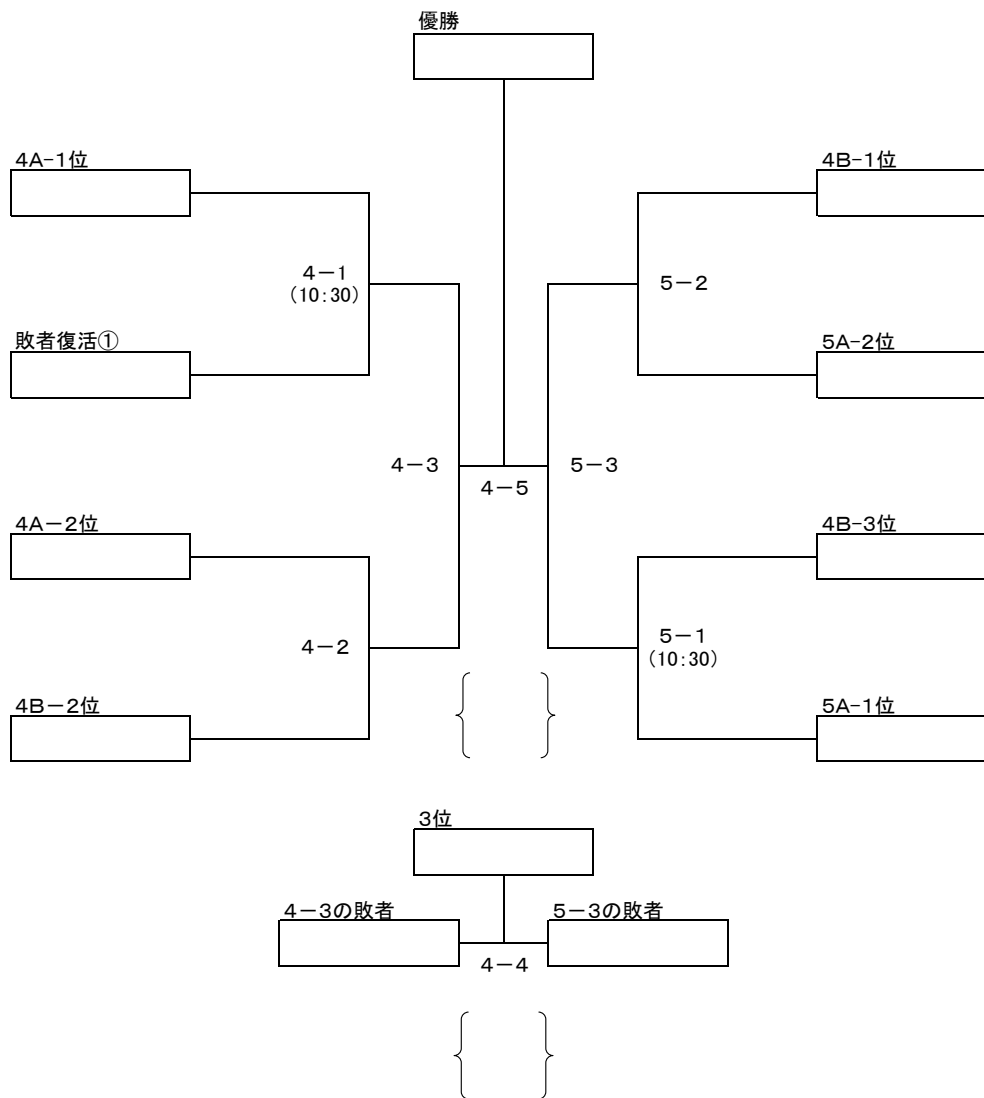 優勝
4A-1位
4B-1位
4－1
(10:30)
5－2
敗者復活①
5A-2位
4－3
5－3
4－5
4A－2位
4B-3位
4－2
5－1
(10:30)
4B－2位
5A-1位
3位
4－3の敗者
5－3の敗者
4－4